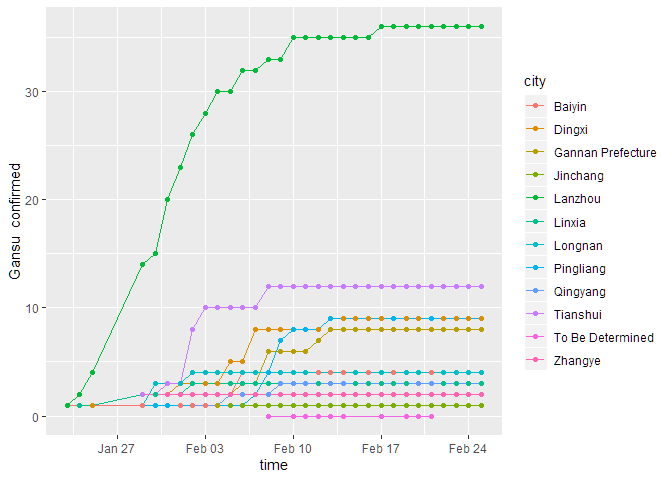 Gansu confirmed
30
20
10
0
Jan 27
Feb 03
Feb 10
Feb 17
Feb 24
time
city
Baiyin
Dingxi
Gannan Prefecture
Jinchang
Lanzhou
Linxia
Longnan
Pingliang
Qingyang
Tianshui
To Be Determined
Zhangye